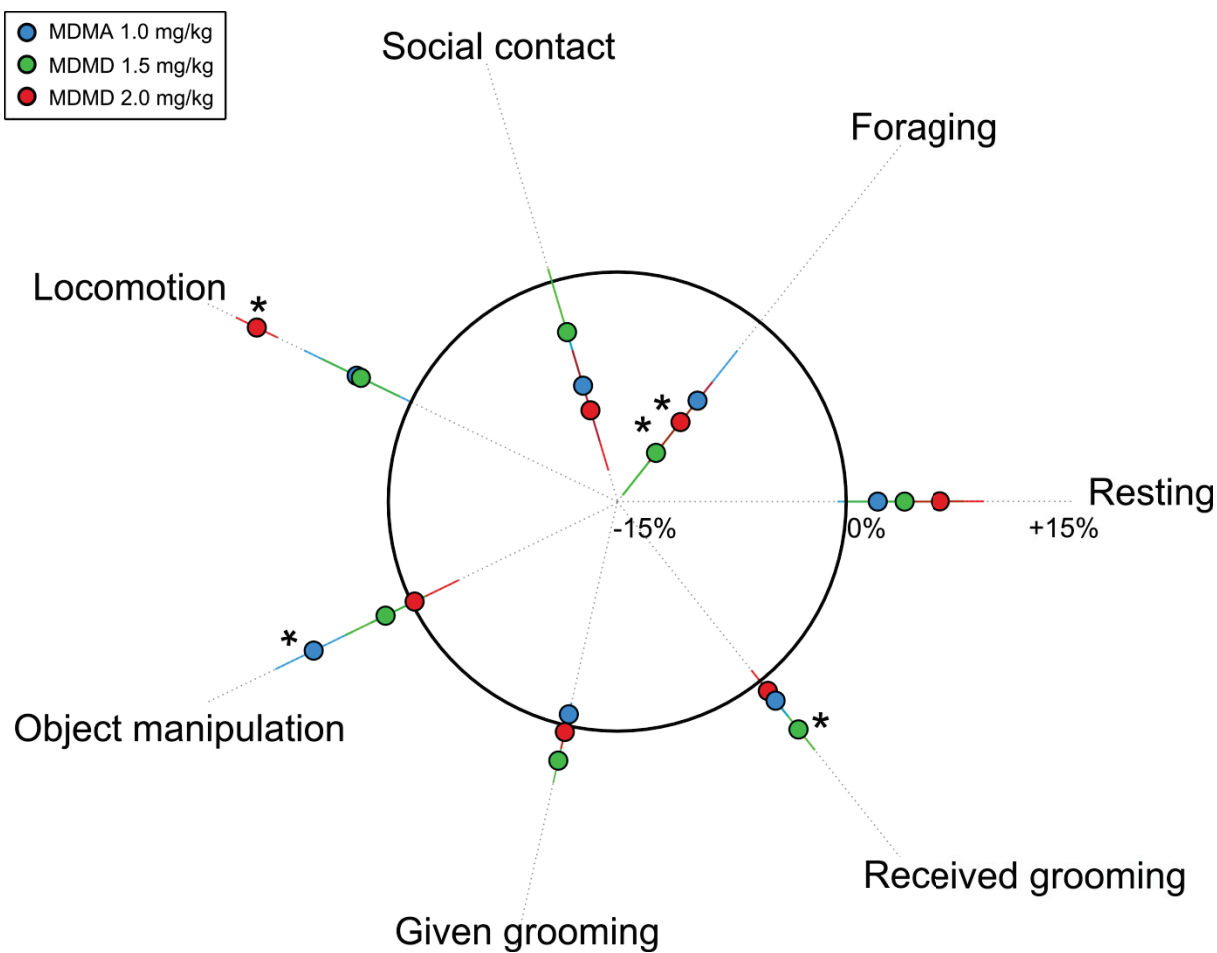 MDMA 1.0 mg/kg
MDMD 1.5 mg/kg
MDMD 2.0 mg/kg
Social contact
Foraging
Locomotion
*
*
*
Resting
-15%
0%
+15%
*
Object manipulation
*
Received grooming
Given grooming